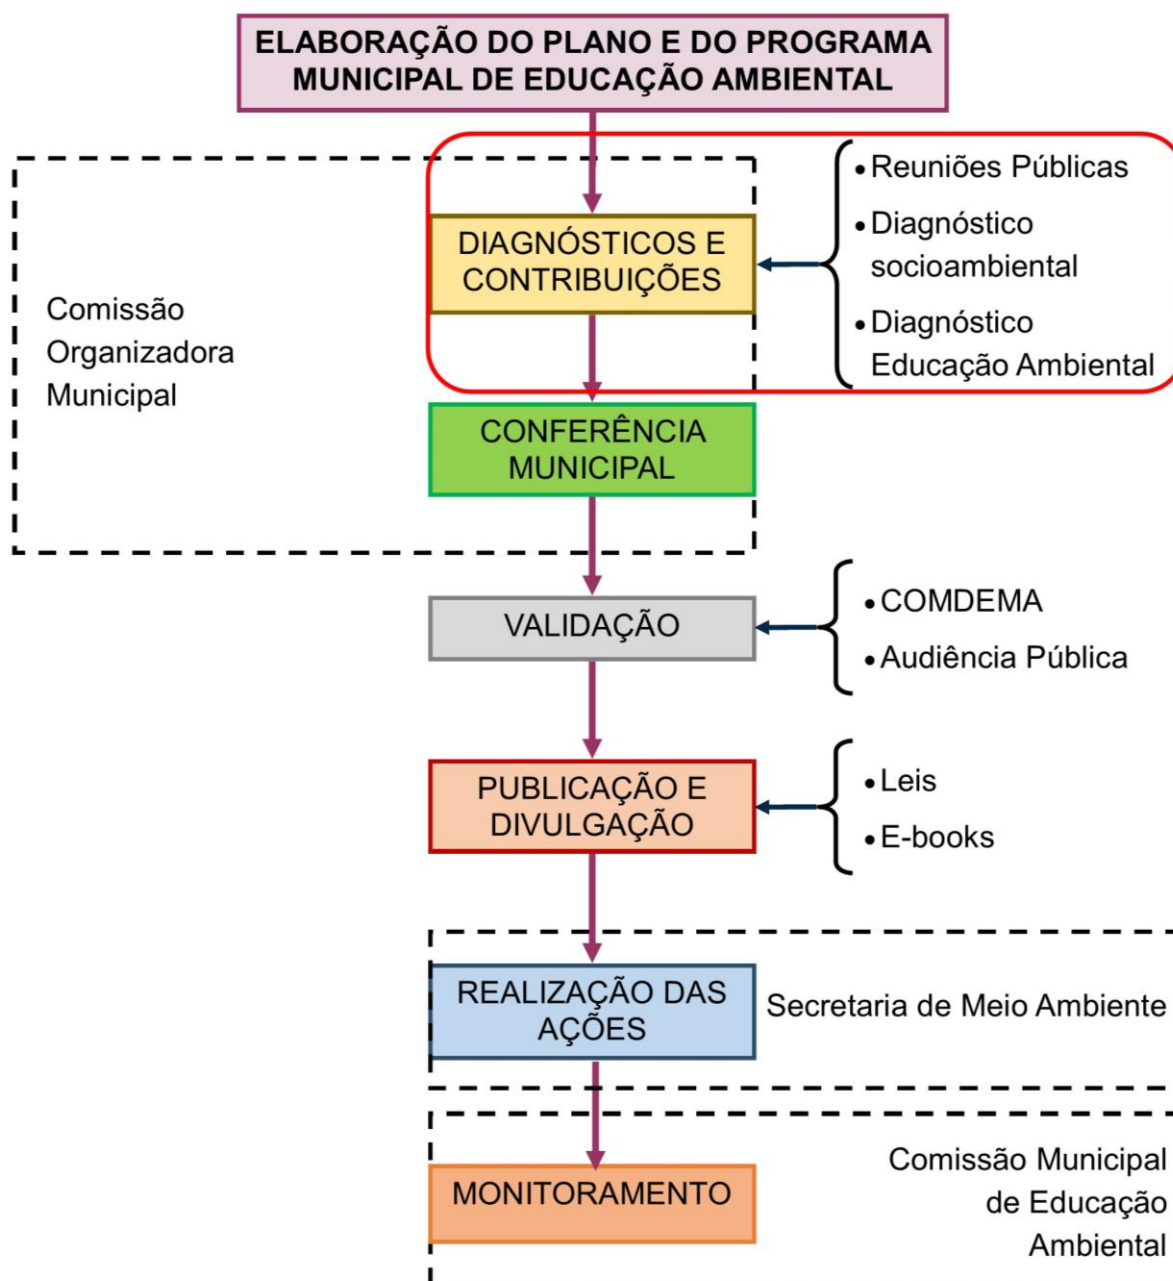 ELABORAÇÃO DO PLANO E DO PROGRAMA
MUNICIPAL DE EDUCAÇÃO AMBIENTAL
• Reuniões Públicas
• Diagnóstico
socioambiental
• Diagnóstico
Educação Ambiental
DIAGNÓSTICOS E
CONTRIBUIÇÕES
Comissão
Organizadora
Municipal
CONFERÊNCIA
MUNICIPAL
VALIDAÇÃO
• COMDEMA
• Audiência Pública
PUBLICAÇÃO E
DIVULGAÇÃO
• Leis
• E-books
REALIZAÇÃO DAS
AÇÕES
Secretaria de Meio Ambiente
MONITORAMENTO
Comissão Municipal
de Educação
Ambiental